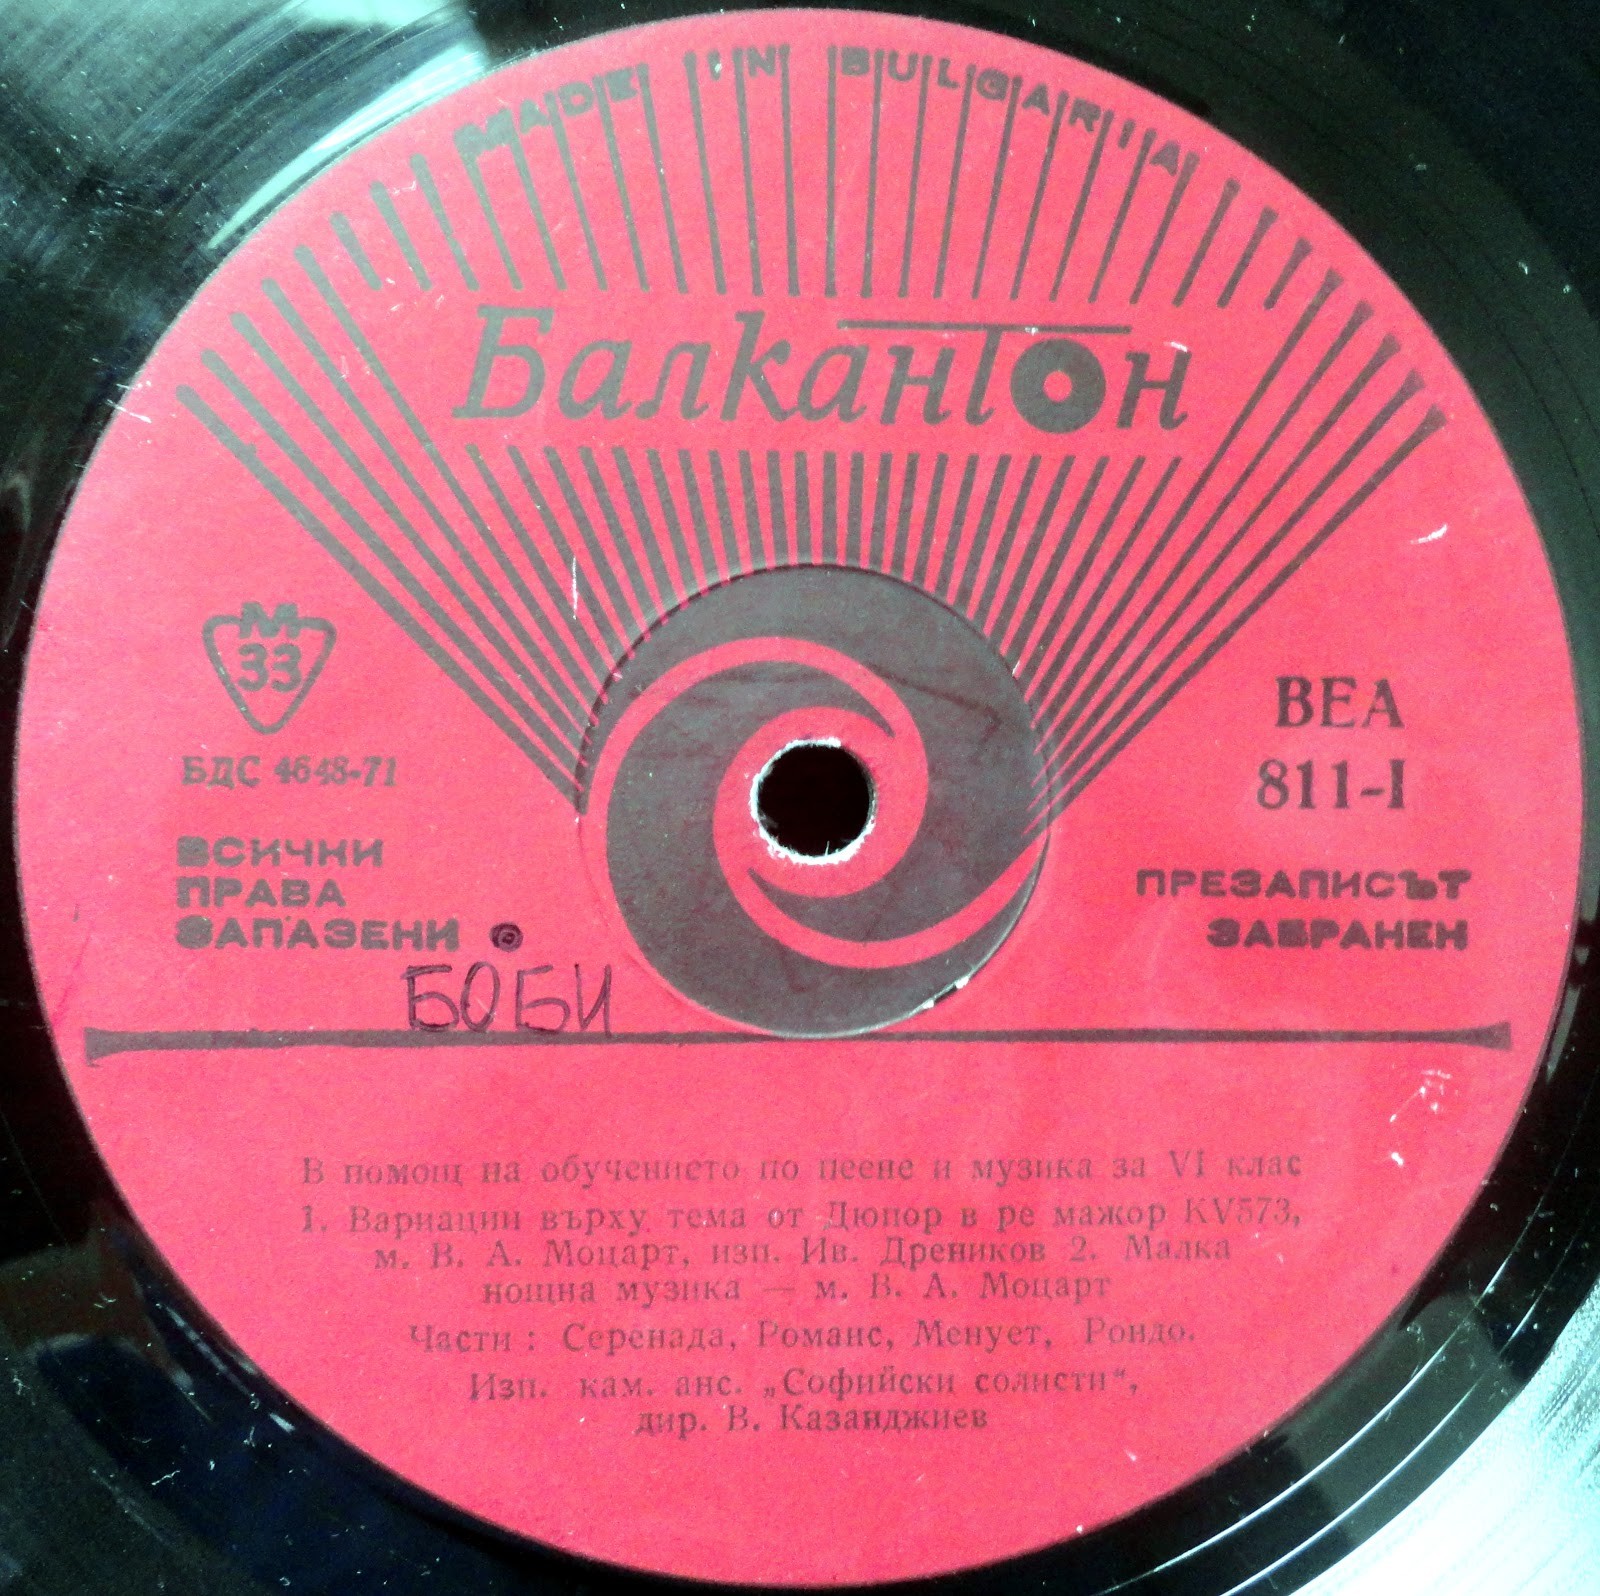 MADE IN BULGARIA
Балкантон
М
33
БДС 4648-71
ВСИЧНИ
ПРАВА
ЗАПАЗЕНИ
БОБИ
ВЕА
811-I
ПРЕЗАПИСЪТ
ЗАБРАНЕН
В помощ на обучението по пеене и музика за VI клас
1. Вариации върху тема от Дюпор в ре мажор KV573,
м. В. А. Моцарт, изп. Ив. Дреников 2. Малка
нощна музика — м. В. А. Моцарт
Части : Серенада, Романс, Менует, Рондо.
Изп. кам. анс. „Софийски солисти“,
дир. В. Казанджиев